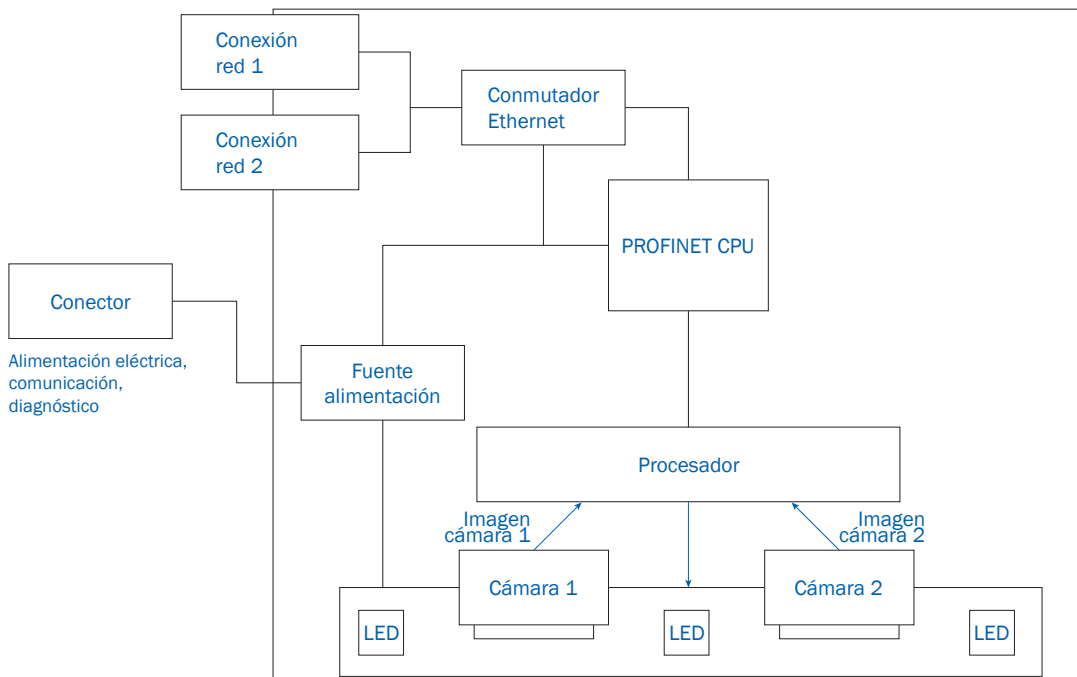 Conexión
red 1
Conexión
red 2
Conmutador
Ethernet
PROFINET CPU
Conector
Alimentación eléctrica,
comunicación,
diagnóstico
Fuente
alimentación
Procesador
Imagen
cámara 1
Imagen
cámara 2
Cámara 1
Cámara 2
LED
LED
LED